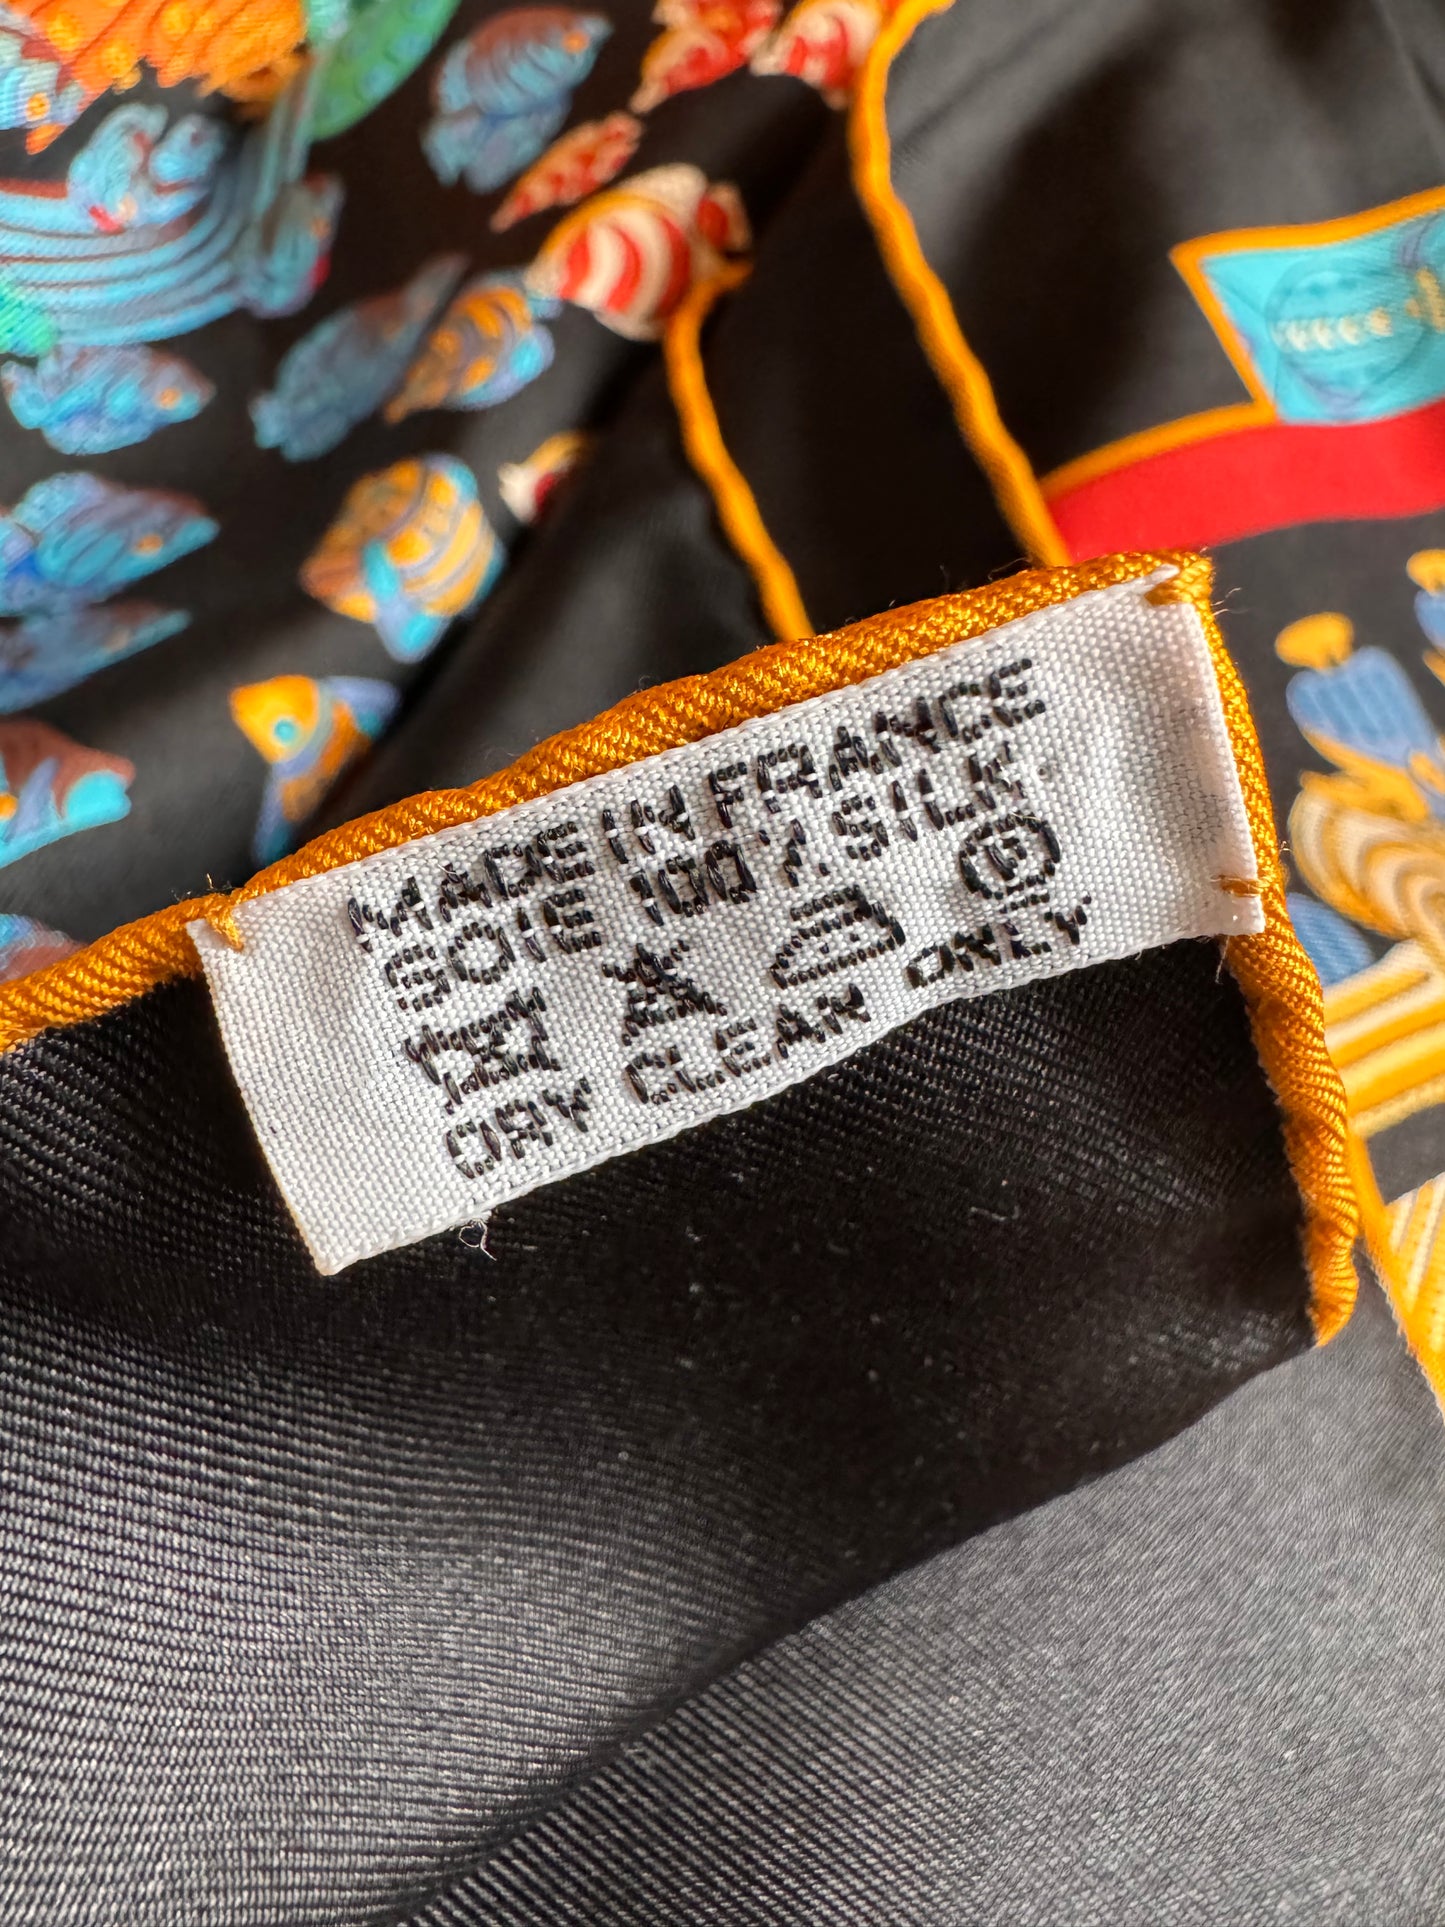 MADE IN FRANCE
SOIE 100% SILK
DRY CLEAN ONLY